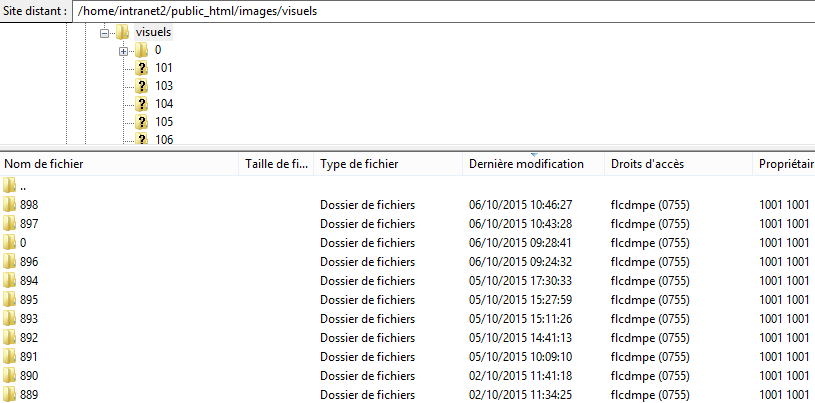 Site distant : /home/intranet2/public_html/images/visuels
visuels
0
101
103
104
105
106
Nom de fichier Taille de fi... Type de fichier Dernière modification Droits d'accès Propriétair
..
898 Dossier de fichiers 06/10/2015 10:46:27 flcdmpe (0755) 1001 1001
897 Dossier de fichiers 06/10/2015 10:43:28 flcdmpe (0755) 1001 1001
0 Dossier de fichiers 06/10/2015 09:28:41 flcdmpe (0755) 1001 1001
896 Dossier de fichiers 06/10/2015 09:24:32 flcdmpe (0755) 1001 1001
894 Dossier de fichiers 05/10/2015 17:30:33 flcdmpe (0755) 1001 1001
895 Dossier de fichiers 05/10/2015 15:27:59 flcdmpe (0755) 1001 1001
893 Dossier de fichiers 05/10/2015 15:11:26 flcdmpe (0755) 1001 1001
892 Dossier de fichiers 05/10/2015 14:41:13 flcdmpe (0755) 1001 1001
891 Dossier de fichiers 05/10/2015 10:09:10 flcdmpe (0755) 1001 1001
890 Dossier de fichiers 02/10/2015 11:41:18 flcdmpe (0755) 1001 1001
889 Dossier de fichiers 02/10/2015 11:34:25 flcdmpe (0755) 1001 1001